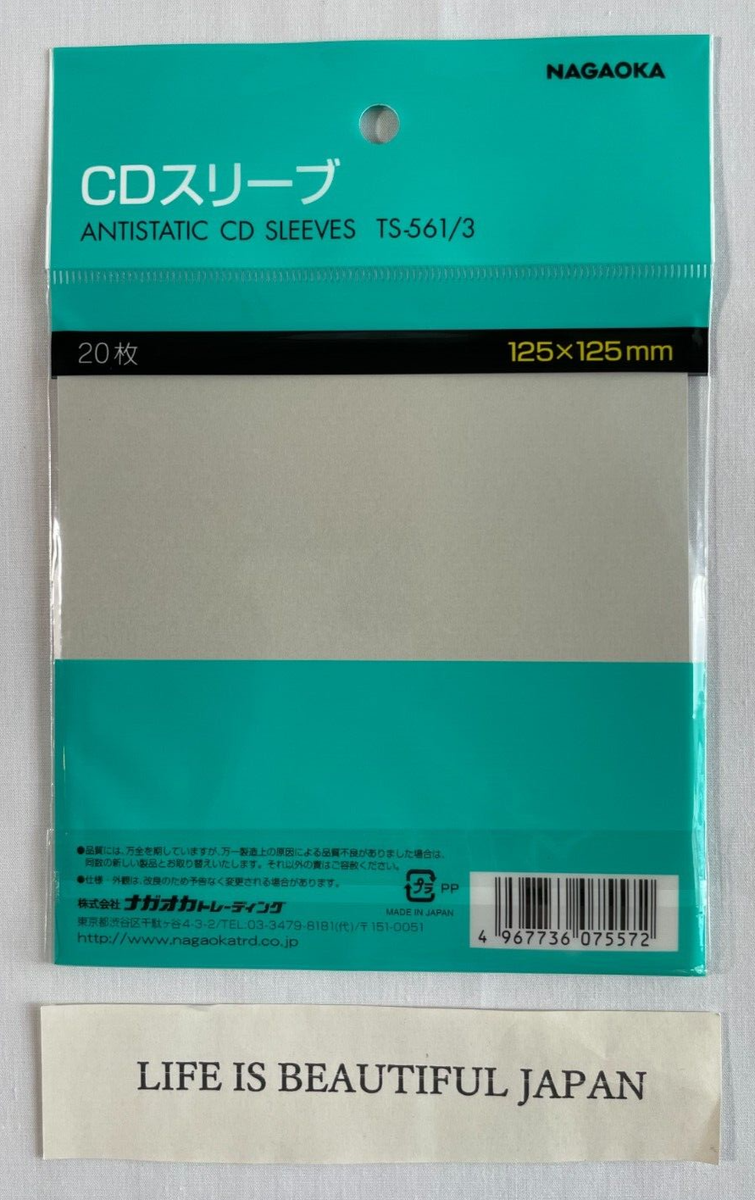 NAGAOKA
CDスリーブ
ANTISTATIC CD SLEEVES TS-561/3
20枚
125×125mm
●品質には、万全を期していますが、万一製造上の原因による品質不良がありました場合は、
同数の新しい製品とお取り替えいたします。それ以外の責はご容赦ください。
●仕様・外観は、改良のため予告なく変更される場合があります。
株式会社ナガオカトレーディング
東京都渋谷区千駄ヶ谷4-3-2/TEL.03-3479-8181(代)/〒151-0051
http://www.nagaokatrd.co.jp
プラ PP
MADE IN JAPAN
4 967736 075572
LIFE IS BEAUTIFUL JAPAN